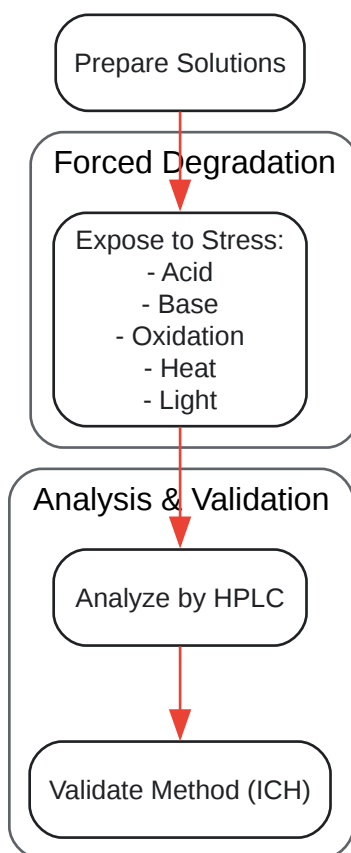 Prepare Solutions
Forced Degradation
Expose to Stress:
- Acid
- Base
- Oxidation
- Heat
- Light
Analysis & Validation
Analyze by HPLC
Validate Method (ICH)